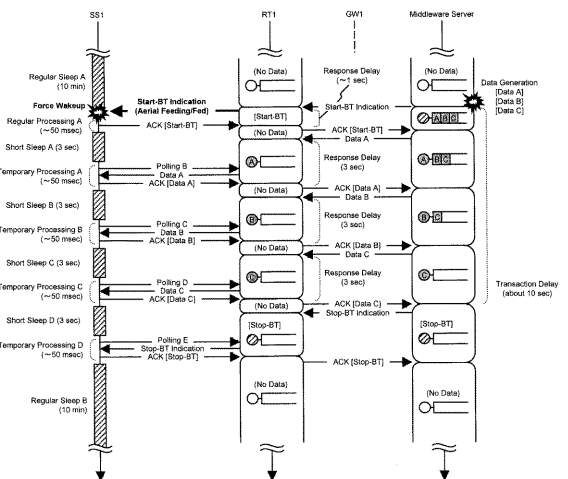 SS1
RT1
GW1
Middleware Server
Regular Sleep A
(10 min)
(No Data)
Response Delay
(~1 sec)
(No Data)
Data Generation
[Data A]
[Data B]
[Data C]
Force Wakeup
Start-BT Indication
(Aerial Feeding/Fed)
Start-BT Indication
Regular Processing A
(~50 msec)
ACK [Start-BT]
[Start-BT]
A B C
(No Data)
ACK [Start-BT]
Data A
Short Sleep A (3 sec)
Temporary Processing A
(~50 msec)
Polling B
Data A
ACK [Data A]
A
Response Delay
(3 sec)
A B C
(No Data)
ACK [Data A]
Data B
Short Sleep B (3 sec)
Temporary Processing B
(~50 msec)
Polling C
Data B
ACK [Data B]
B
Response Delay
(3 sec)
B C
(No Data)
ACK [Data B]
Data C
Short Sleep C (3 sec)
Temporary Processing C
(~50 msec)
Polling D
Data C
ACK [Data C]
C
Response Delay
(3 sec)
C
Transaction Delay
(about 10 sec)
(No Data)
ACK [Data C]
Stop-BT Indication
Short Sleep D (3 sec)
Temporary Processing D
(~50 msec)
Polling E
Stop-BT Indication
ACK [Stop-BT]
[Stop-BT]
[Stop-BT]
ACK [Stop-BT]
Regular Sleep B
(10 min)
(No Data)
(No Data)